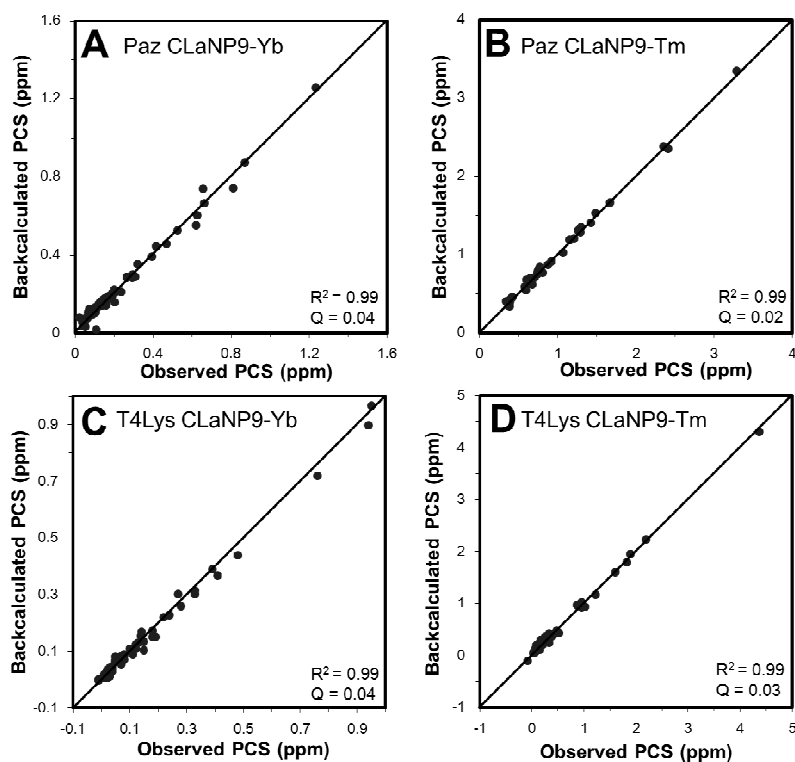 A Paz CLaNP9-Yb
Backcalculated PCS (ppm)
1.6
1.2
0.8
0.4
0
R² = 0.99
Q = 0.04
0 0.4 0.8 1.2 1.6
Observed PCS (ppm)
B Paz CLaNP9-Tm
Backcalculated PCS (ppm)
4
3
2
1
0
R² = 0.99
Q = 0.02
0 1 2 3 4
Observed PCS (ppm)
C T4Lys CLaNP9-Yb
Backcalculated PCS (ppm)
0.9
0.7
0.5
0.3
0.1
-0.1
R² = 0.99
Q = 0.04
-0.1 0.1 0.3 0.5 0.7 0.9
Observed PCS (ppm)
D T4Lys CLaNP9-Tm
Backcalculated PCS (ppm)
5
4
3
2
1
0
-1
R² = 0.99
Q = 0.03
-1 0 1 2 3 4 5
Observed PCS (ppm)